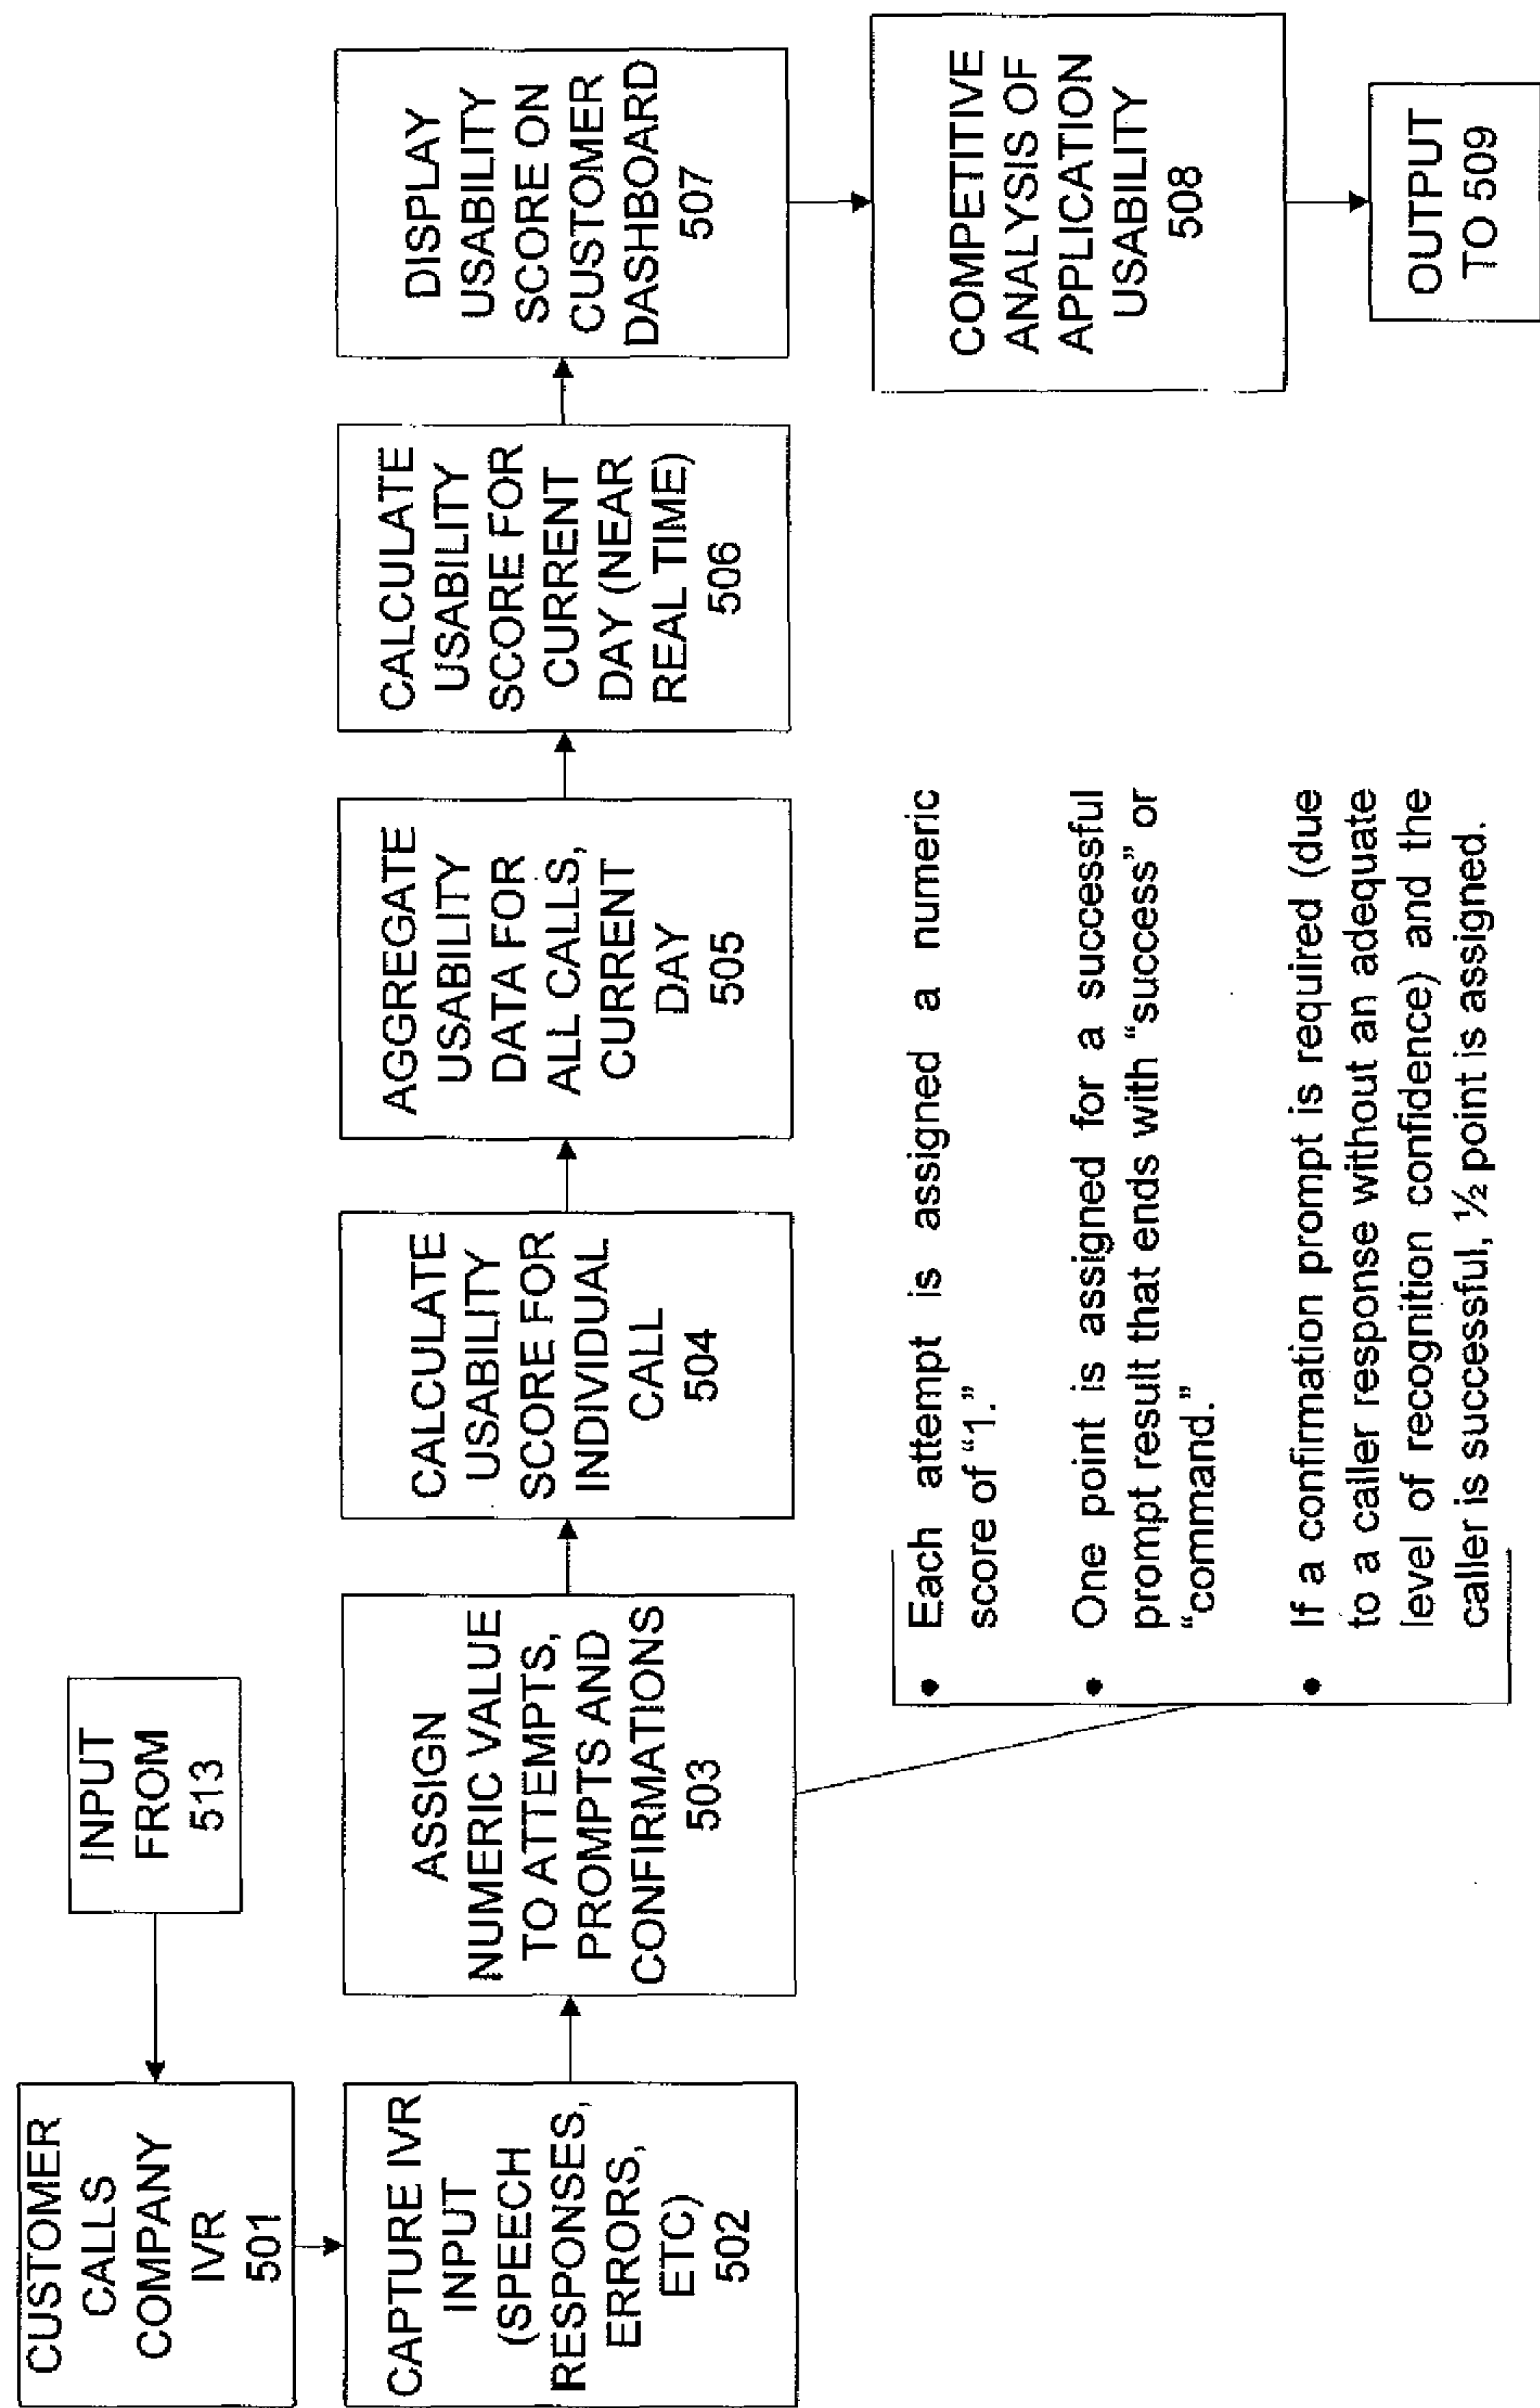 CUSTOMER
CALLS
COMPANY
IVR
501
INPUT
FROM
513
CAPTURE IVR
INPUT
(SPEECH
RESPONSES,
ERRORS,
ETC)
502
ASSIGN
NUMERIC VALUE
TO ATTEMPTS,
PROMPTS AND
CONFIRMATIONS
503
CALCULATE
USABILITY
SCORE FOR
INDIVIDUAL
CALL
504
AGGREGATE
USABILITY
DATA FOR
ALL CALLS,
CURRENT
DAY
505
CALCULATE
USABILITY
SCORE FOR
CURRENT
DAY (NEAR
REAL TIME)
506
DISPLAY
USABILITY
SCORE ON
CUSTOMER
DASHBOARD
507
COMPETITIVE
ANALYSIS OF
APPLICATION
USABILITY
508
OUTPUT
TO 509
• Each attempt is assigned a numeric
score of “1.”
• One point is assigned for a successful
prompt result that ends with “success” or
“command.”
• If a confirmation prompt is required (due
to a caller response without an adequate
level of recognition confidence) and the
caller is successful, ½ point is assigned.